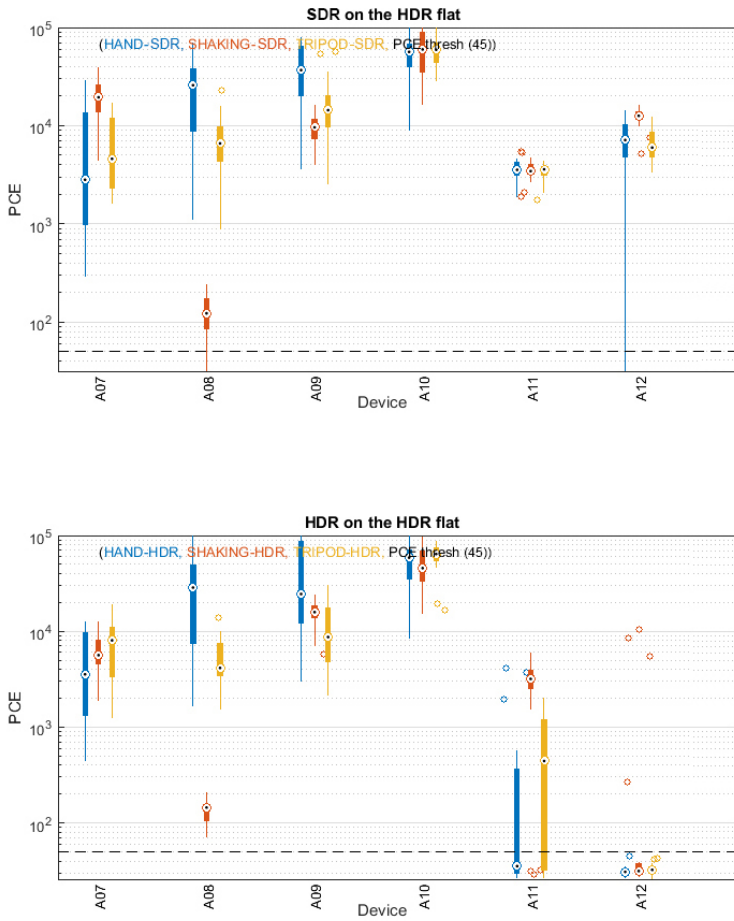 SDR on the HDR flat
10^5
(HAND-SDR, SHAKING-SDR, TRIPOD-SDR, PCE thresh (45))
10^4
PCE
10^3
10^2
A07 A08 A09 A10 A11 A12
Device
HDR on the HDR flat
10^5
(HAND-HDR, SHAKING-HDR, TRIPOD-HDR, PCE thresh (45))
10^4
PCE
10^3
10^2
A07 A08 A09 A10 A11 A12
Device